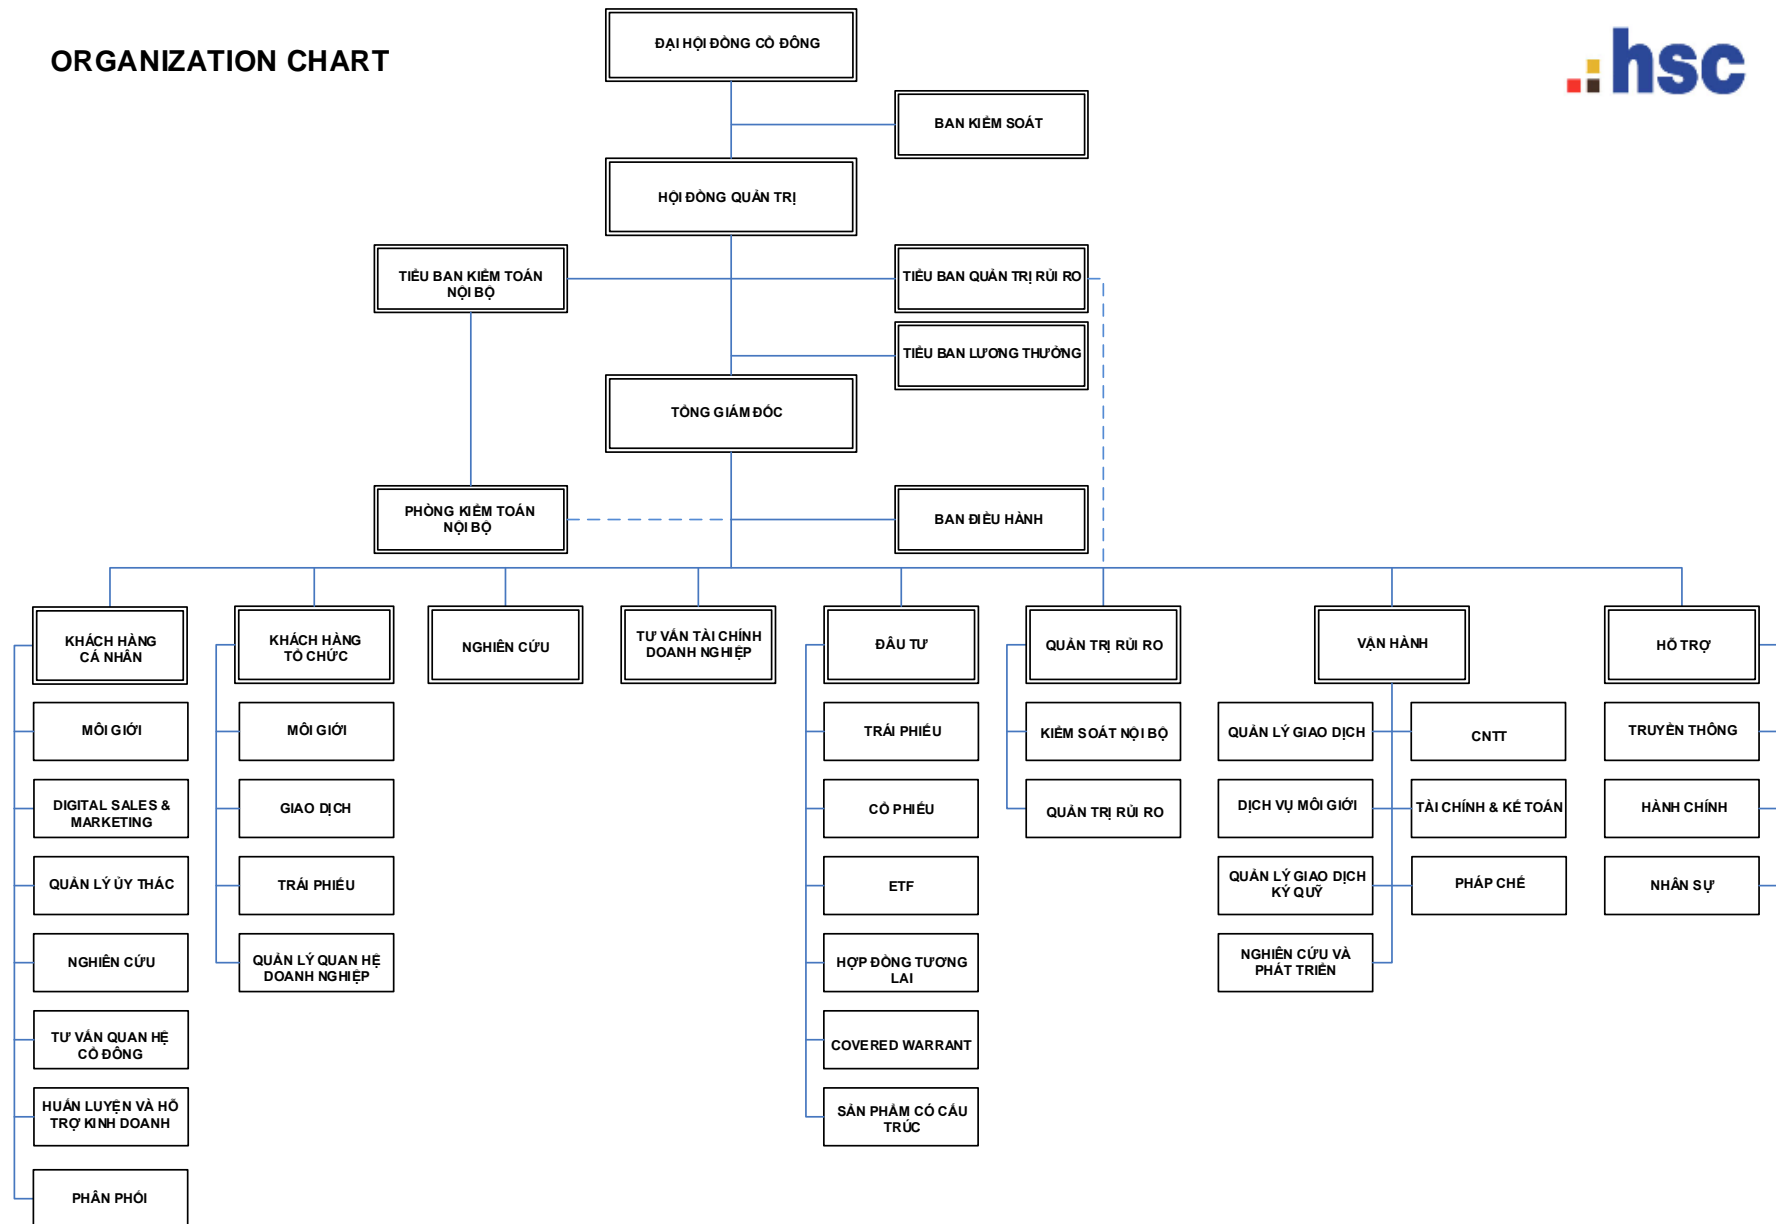 ORGANIZATION CHART
hsc
ĐẠI HỘI ĐỒNG CỔ ĐÔNG
BAN KIỂM SOÁT
HỘI ĐỒNG QUẢN TRỊ
TIỂU BAN KIỂM TOÁN
NỘI BỘ
TIỂU BAN QUẢN TRỊ RỦI RO
TIỂU BAN LƯƠNG THƯỞNG
TỔNG GIÁM ĐỐC
PHÒNG KIỂM TOÁN
NỘI BỘ
BAN ĐIỀU HÀNH
KHÁCH HÀNG
CÁ NHÂN
MÔI GIỚI
DIGITAL SALES &
MARKETING
QUẢN LÝ ỦY THÁC
NGHIÊN CỨU
TƯ VẤN QUAN HỆ
CỔ ĐÔNG
HUẤN LUYỆN VÀ HỖ
TRỢ KINH DOANH
PHÂN PHỐI
KHÁCH HÀNG
TỔ CHỨC
MÔI GIỚI
GIAO DỊCH
TRÁI PHIẾU
QUẢN LÝ QUAN HỆ
DOANH NGHIỆP
NGHIÊN CỨU
TƯ VẤN TÀI CHÍNH
DOANH NGHIỆP
ĐẦU TƯ
TRÁI PHIẾU
CỔ PHIẾU
ETF
HỢP ĐỒNG TƯƠNG
LAI
COVERED WARRANT
SẢN PHẨM CÓ CẤU
TRÚC
QUẢN TRỊ RỦI RO
KIỂM SOÁT NỘI BỘ
QUẢN TRỊ RỦI RO
VẬN HÀNH
QUẢN LÝ GIAO DỊCH
CNTT
DỊCH VỤ MÔI GIỚI
TÀI CHÍNH & KẾ TOÁN
QUẢN LÝ GIAO DỊCH
KÝ QUỸ
PHÁP CHẾ
NGHIÊN CỨU VÀ
PHÁT TRIỂN
HỖ TRỢ
TRUYỀN THÔNG
HÀNH CHÍNH
NHÂN SỰ